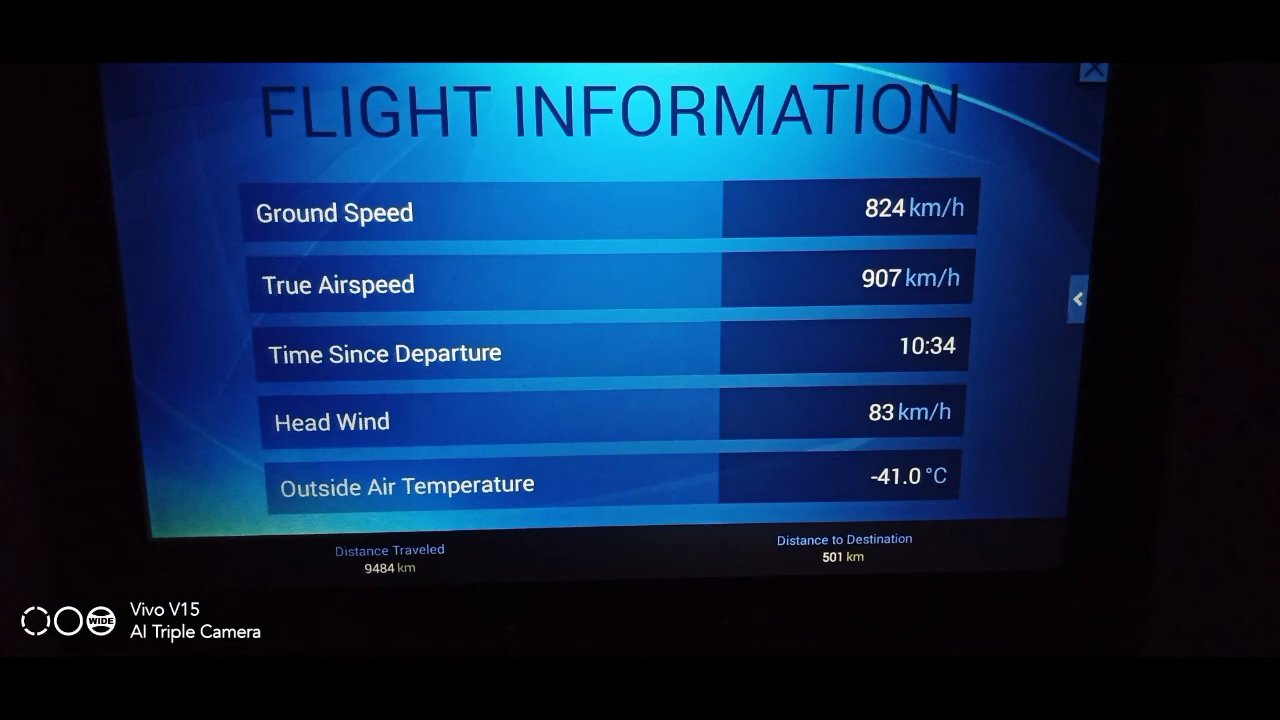 FLIGHT INFORMATION
Ground Speed 824 km/h
True Airspeed 907 km/h
Time Since Departure 10:34
Head Wind 83 km/h
Outside Air Temperature -41.0 °C
Distance Traveled
9484 km
Distance to Destination
501 km
WIDE
Vivo V15
AI Triple Camera